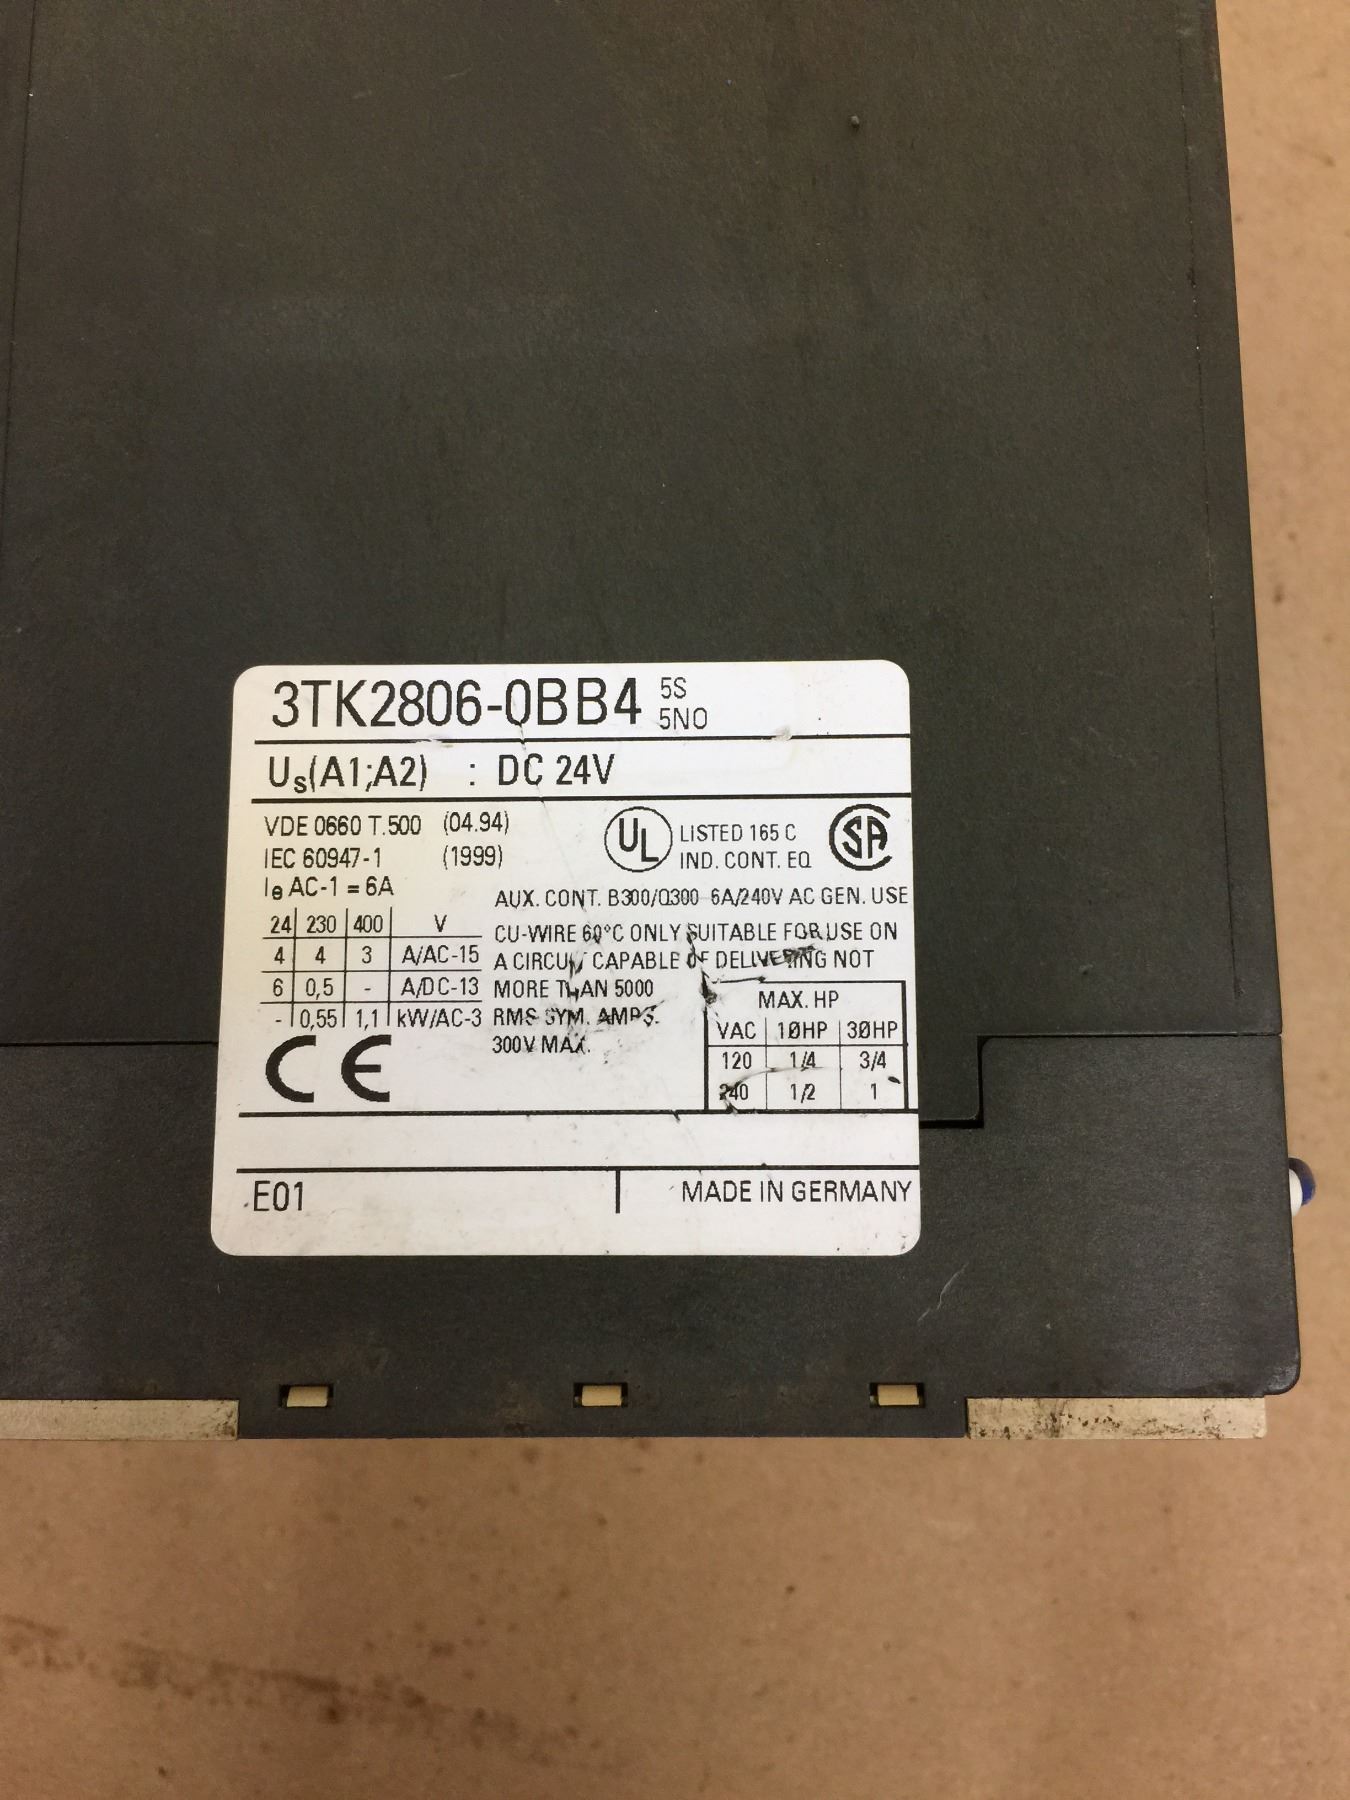 3TK2806-0BB4 5S
5NO
Us(A1;A2) : DC 24V
VDE 0660 T.500 (04.94)
IEC 60947-1 (1999)
Ie AC-1 = 6A
UL LISTED 165 C
IND. CONT. EQ
SA
AUX. CONT. B300/Q300 6A/240V AC GEN. USE
CU-WIRE 60°C ONLY SUITABLE FOR USE ON
A CIRCUIT CAPABLE OF DELIVERING NOT
MORE THAN 5000
RMS SYM. AMPS.
300V MAX.
24 230 400 V
4 4 3 A/AC-15
6 0,5 - A/DC-13
- 0,55 1,1 kW/AC-3
MAX. HP
VAC 1ØHP 3ØHP
120 1/4 3/4
240 1/2 1
CE
E01
MADE IN GERMANY